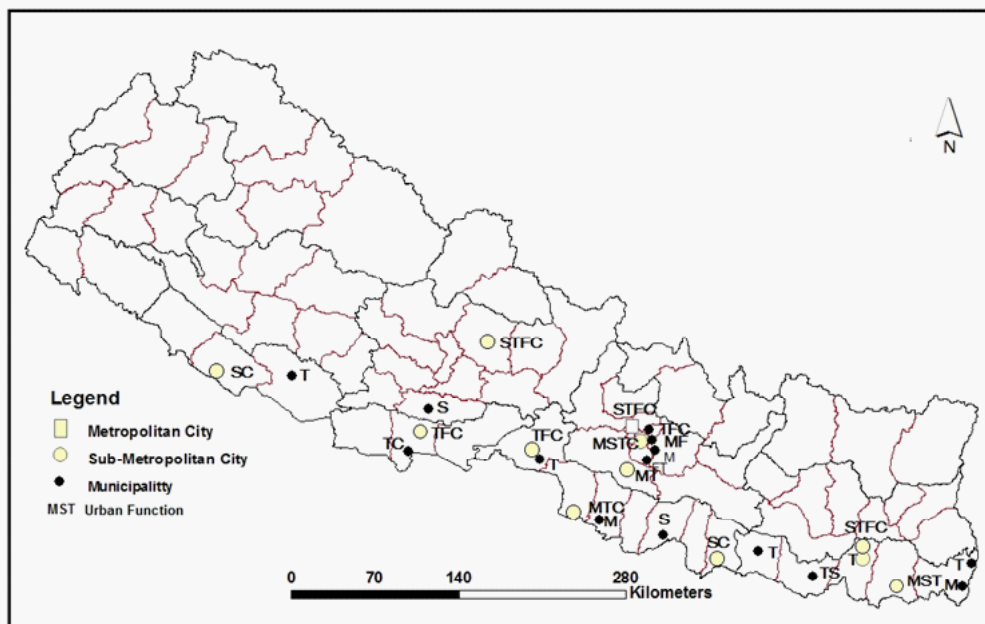 N
STFC
SC
T
Legend
S
STFC
Metropolitan City
TFC
TFC
TFC
MSTC
MF
Sub-Metropolitan City
TC
T
M
FT
MT
Municipalitty
MST Urban Function
MTC
M
S
SC
STFC
T
T
T
TS
MST
M
0 70 140 280
Kilometers